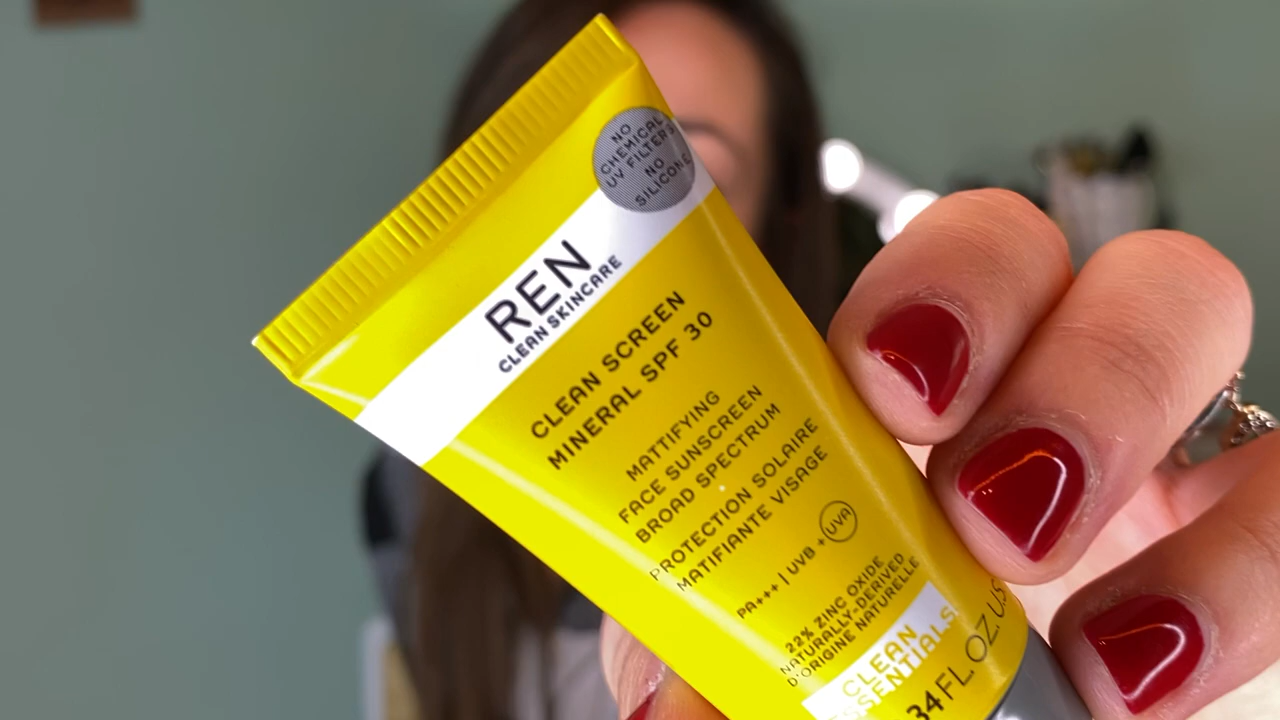 NO
CHEMICAL
UV FILTERS
NO
SILICONE
REN
CLEAN SKINCARE
CLEAN SCREEN
MINERAL SPF 30
MATTIFYING
FACE SUNSCREEN
BROAD SPECTRUM
PROTECTION SOLAIRE
MATIFIANTE VISAGE
PA+++ | UVB + UVA
22% ZINC OXIDE
NATURALLY-DERIVED
D'ORIGINE NATURELLE
CLEAN
ESSENTIALS
34 FL. OZ. U.S